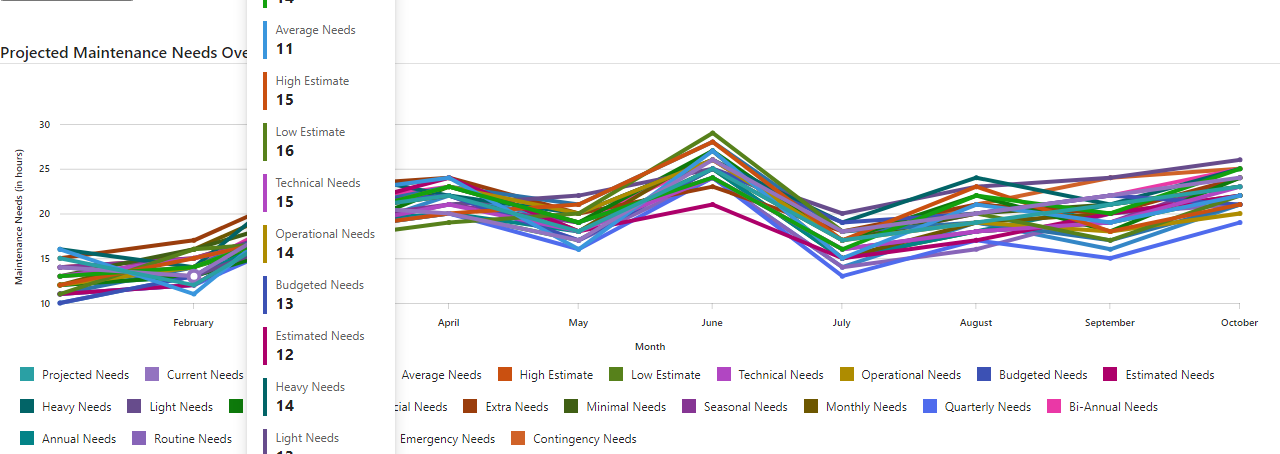 Projected Maintenance Needs Ove
Average Needs
11
High Estimate
15
Low Estimate
16
Technical Needs
15
Operational Needs
14
Budgeted Needs
13
Estimated Needs
12
Heavy Needs
14
Light Needs
Maintenance Needs (in hours)
30
25
20
15
10
February
April
May
June
July
August
September
October
Month
Projected Needs Current Needs Average Needs High Estimate Low Estimate Technical Needs Operational Needs Budgeted Needs Estimated Needs
Heavy Needs Light Needs cial Needs Extra Needs Minimal Needs Seasonal Needs Monthly Needs Quarterly Needs Bi-Annual Needs
Annual Needs Routine Needs Emergency Needs Contingency Needs